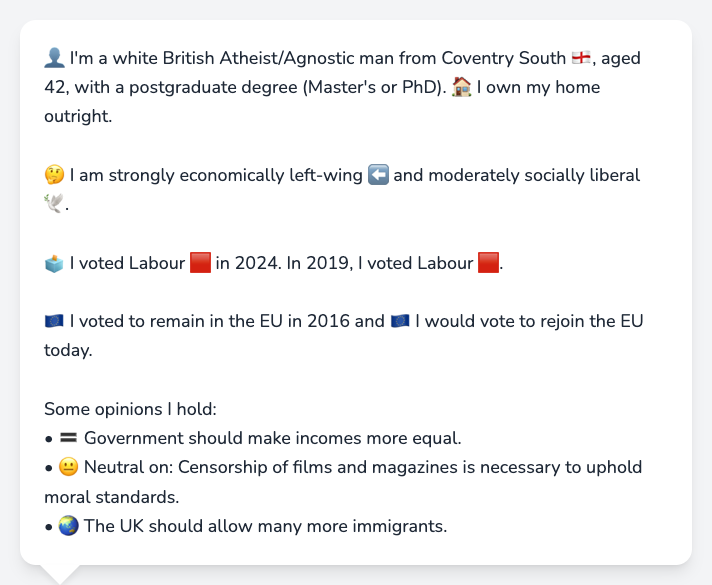 👤 I'm a white British Atheist/Agnostic man from Coventry South 🏴󠁧󠁢󠁥󠁮󠁧󠁿, aged
42, with a postgraduate degree (Master's or PhD). 🏠 I own my home
outright.
🤔 I am strongly economically left-wing ⬅️ and moderately socially liberal
🕊️.
🗳️ I voted Labour 🟥 in 2024. In 2019, I voted Labour 🟥.
🇪🇺 I voted to remain in the EU in 2016 and 🇪🇺 I would vote to rejoin the EU
today.
Some opinions I hold:
• 🟰 Government should make incomes more equal.
• 😐 Neutral on: Censorship of films and magazines is necessary to uphold
moral standards.
• 🌏 The UK should allow many more immigrants.